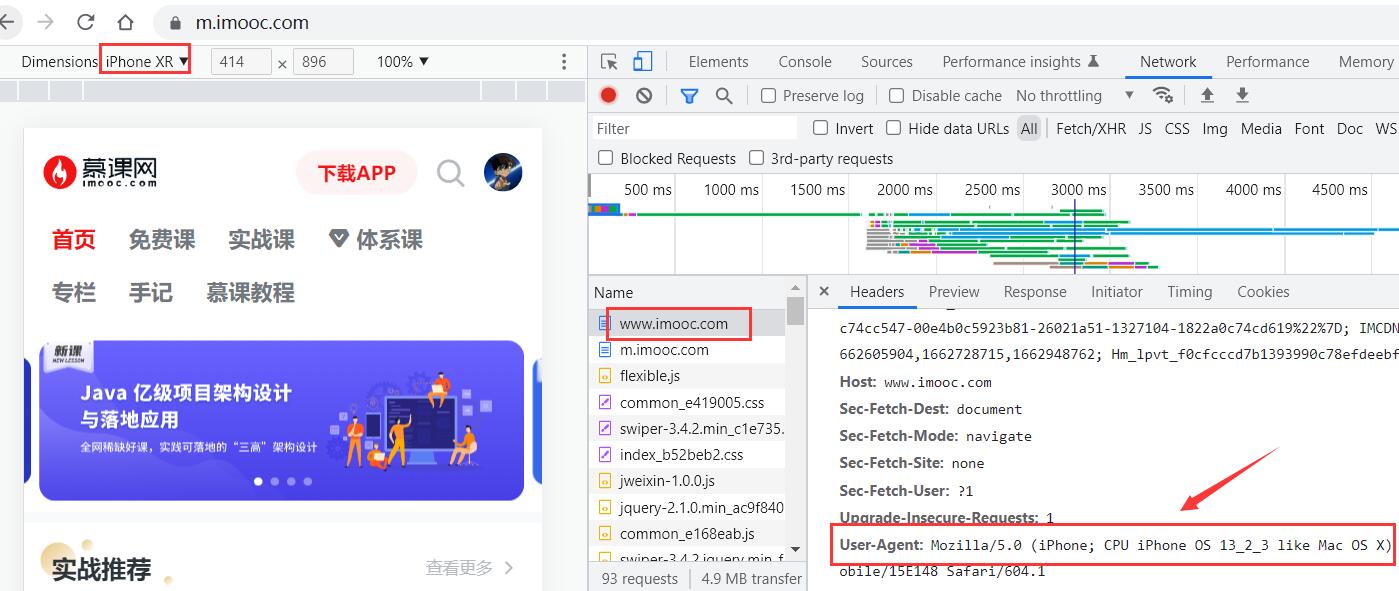 m.imooc.com
Dimensions: iPhone XR ▼ 414 × 896 100% ▼
慕课网
imooc.com
下载APP
首页 免费课 实战课 体系课
专栏 手记 慕课教程
新课
NEW LESSON
Java 亿级项目架构设计
与落地应用
全网稀缺好课，实践可落地的“三高”架构设计
实战推荐 查看更多 >
Elements Console Sources Performance insights Network Performance Memory
Preserve log Disable cache No throttling ▼
Filter Invert Hide data URLs All Fetch/XHR JS CSS Img Media Font Doc WS
Blocked Requests 3rd-party requests
500 ms 1000 ms 1500 ms 2000 ms 2500 ms 3000 ms 3500 ms 4000 ms 4500 ms
Name
www.imooc.com
m.imooc.com
flexible.js
common_e419005.css
swiper-3.4.2.min_c1e735.
index_b52beb2.css
jweixin-1.0.0.js
jquery-2.1.0.min_ac9f840
common_e168eab.js
swiper-3.4.2.jquery.min_f
93 requests 4.9 MB transfer
× Headers Preview Response Initiator Timing Cookies
c74cc547-00e4b0c5923b81-26021a51-1327104-1822a0c74cd619%22%7D; IMCDN
662605904,1662728715,1662948762; Hm_lpvt_f0cfcccd7b1393990c78efdeebf
Host: www.imooc.com
Sec-Fetch-Dest: document
Sec-Fetch-Mode: navigate
Sec-Fetch-Site: none
Sec-Fetch-User: ?1
Upgrade-Insecure-Requests: 1
User-Agent: Mozilla/5.0 (iPhone; CPU iPhone OS 13_2_3 like Mac OS X)
obile/15E148 Safari/604.1